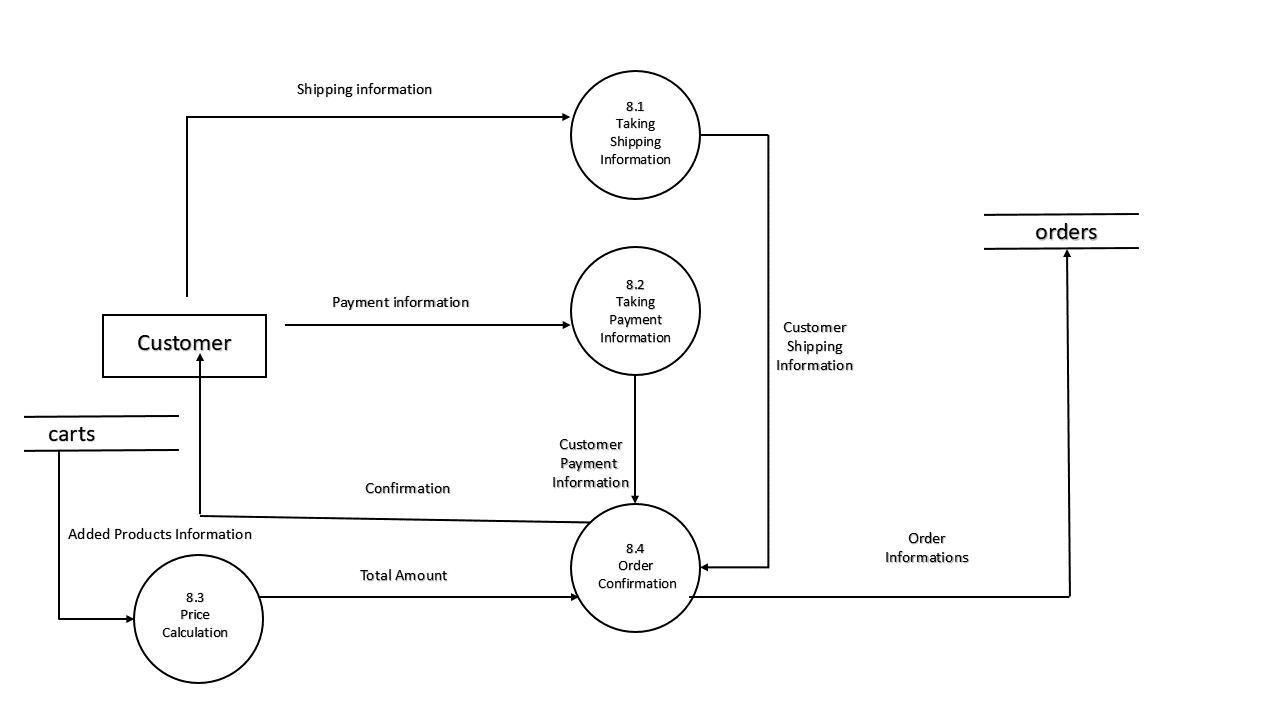 Shipping information
8.1
Taking
Shipping
Information
orders
Payment information
8.2
Taking
Payment
Information
Customer
Customer
Shipping
Information
carts
Customer
Payment
Information
Confirmation
Added Products Information
8.4
Order
Confirmation
Order
Informations
Total Amount
8.3
Price
Calculation